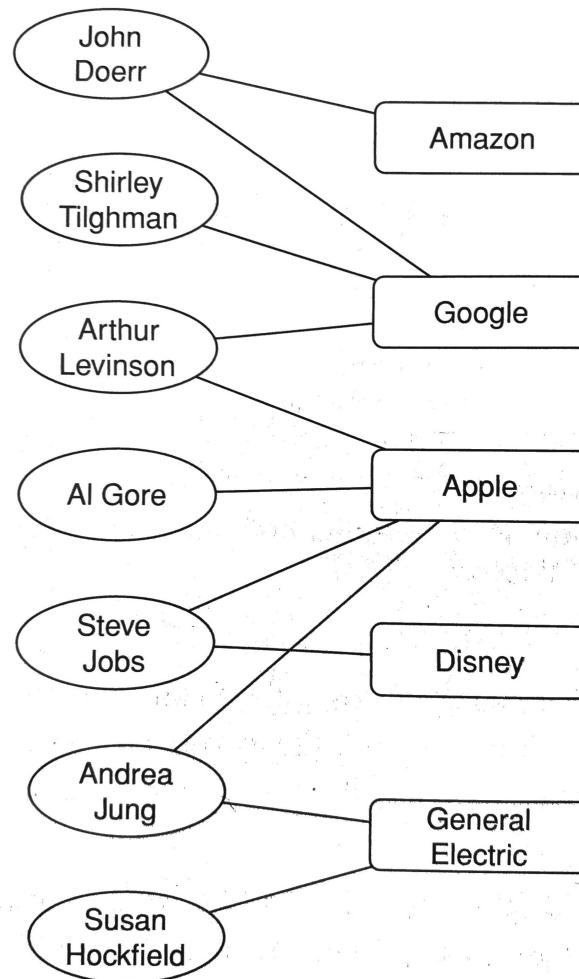 John
Doerr
Amazon
Shirley
Tilghman
Google
Arthur
Levinson
Al Gore
Apple
Steve
Jobs
Disney
Andrea
Jung
General
Electric
Susan
Hockfield